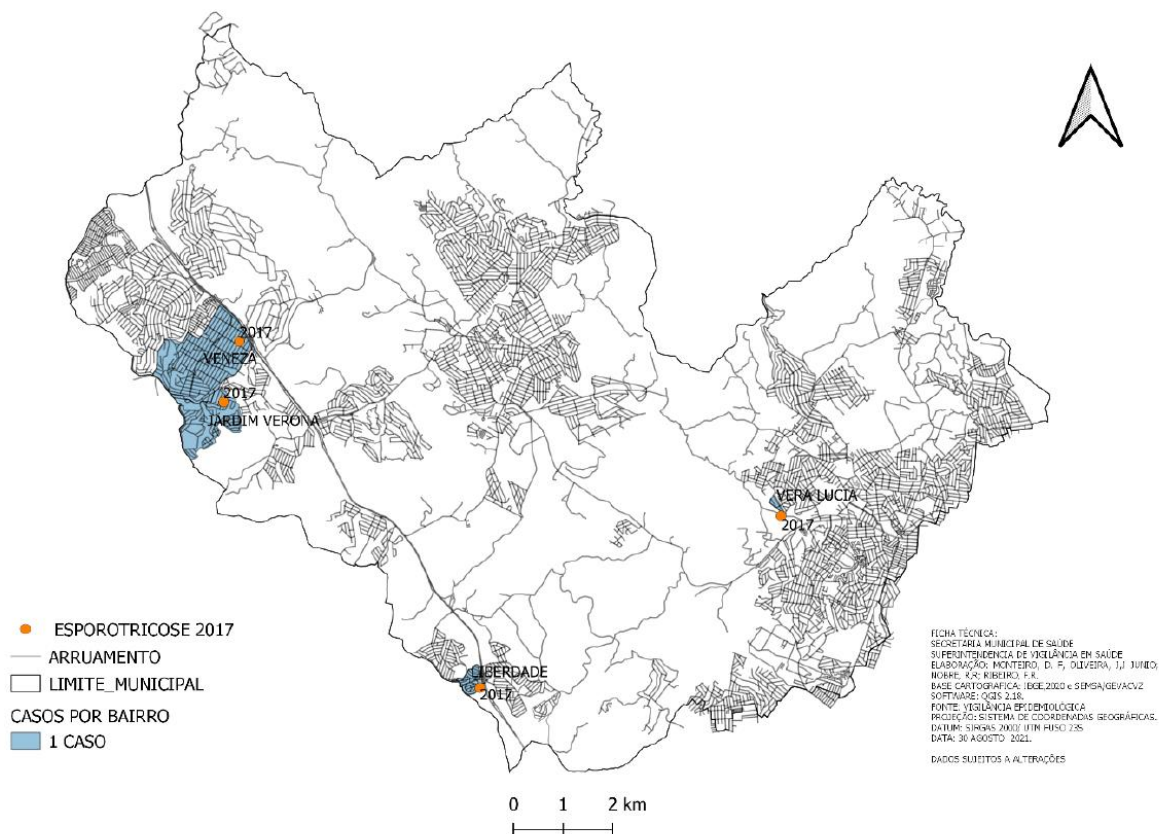 2017
VENEZA
2017
JARDIM VERONA
VERA LUCIA
2017
LIBERDADE
2017
ESPOROTRICOSE 2017
ARRUAMENTO
LIMITE_MUNICIPAL
CASOS POR BAIRRO
1 CASO
FICHA TÉCNICA:
SECRETARIA MUNICIPAL DE SAÚDE
SUPERINTENDENCIA DE VIGILÂNCIA EM SAÚDE
ELABORAÇÃO: MONTEIRO, D. F, OLIVEIRA, J,J JUNIO;
NOBRE, R,R; RIBEIRO, F.R.
BASE CARTOGRAFICA: IBGE,2020 e SEMSA/GEVACVZ
SOFTWARE: QGIS 2.18.
FONTE: VIGILÂNCIA EPIDEMIOLÓGICA
PROJEÇÃO: SISTEMA DE COORDENADAS GEOGRÁFICAS.
DATUM: SIRGAS 2000/ UTM FUSO 23S
DATA: 30 AGOSTO 2021.
DADOS SUJEITOS A ALTERAÇÕES
0 1 2 km